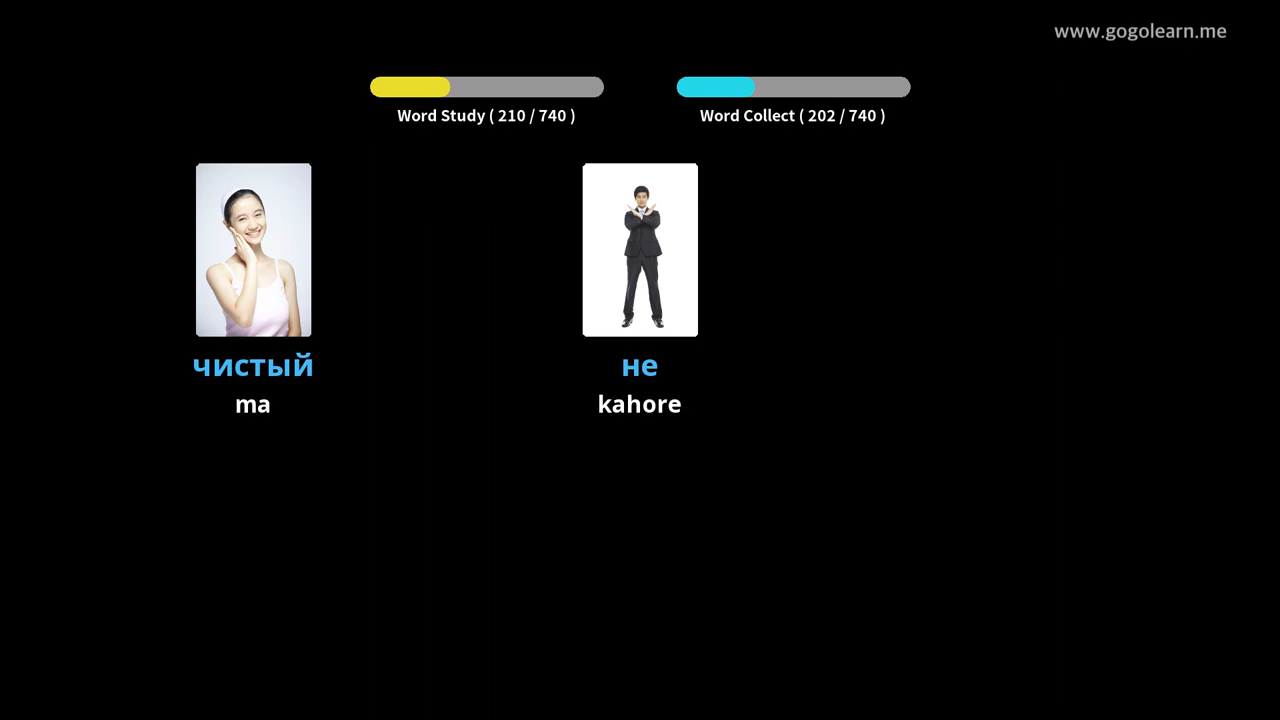 www.gogolearn.me
Word Study ( 210 / 740 )
Word Collect ( 202 / 740 )
чистый
ma
не
kahore